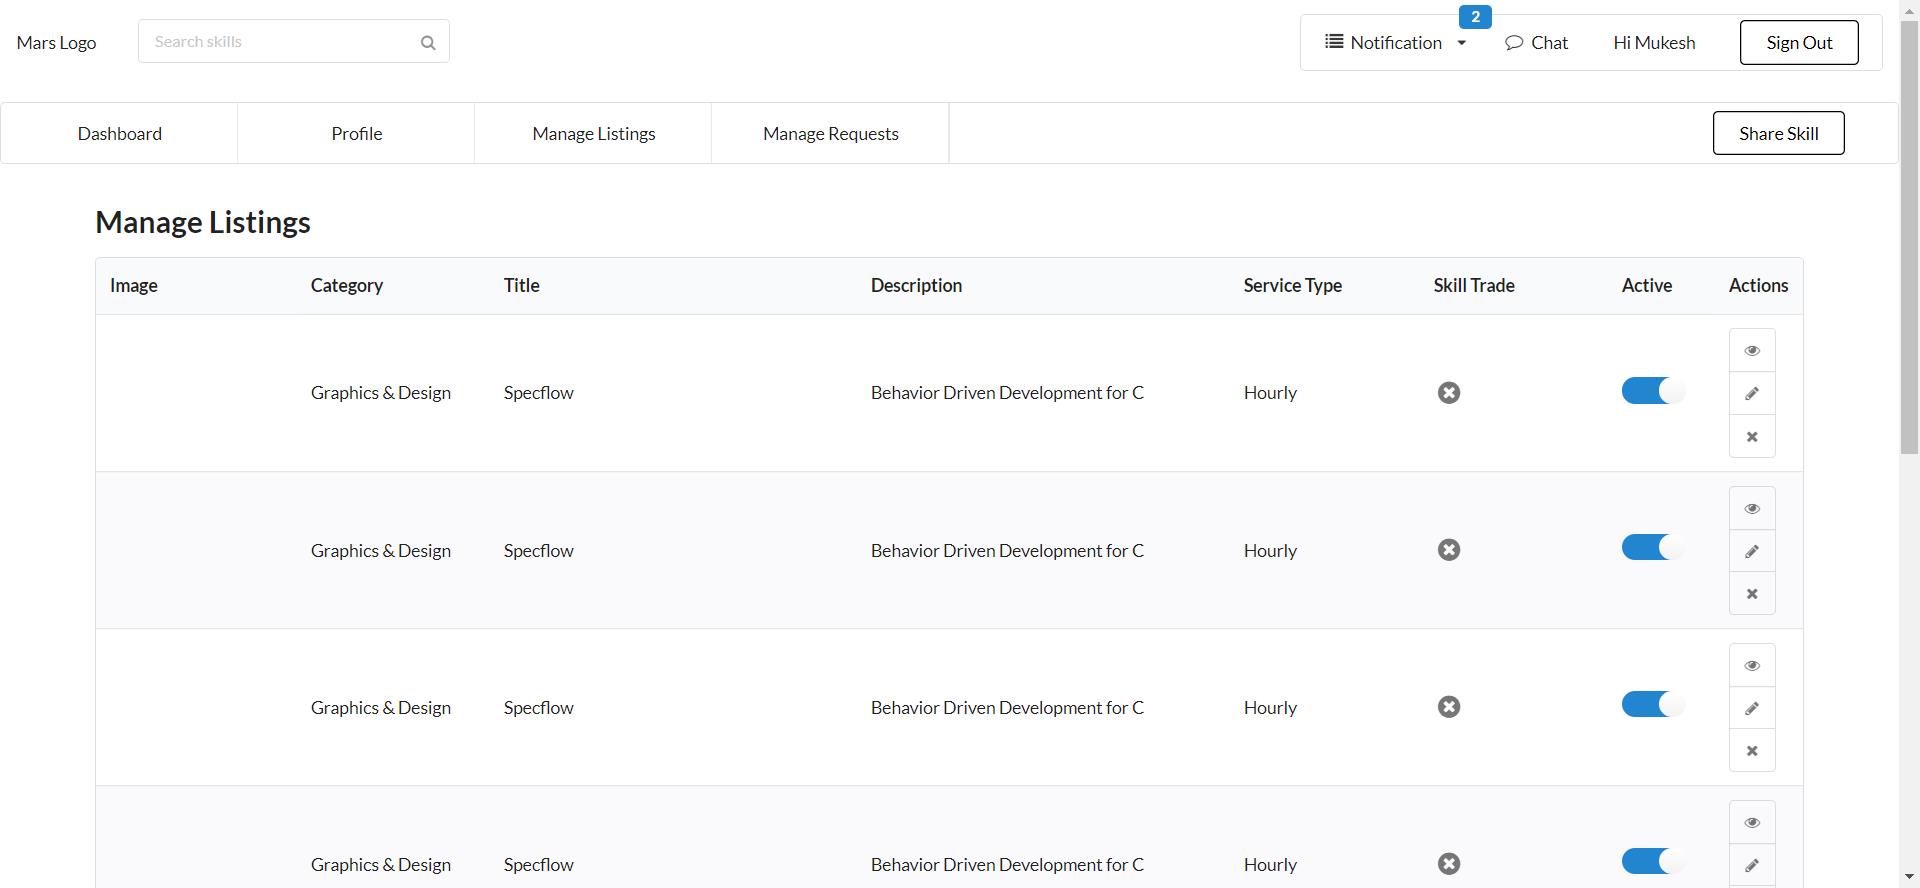 2
Mars Logo Search skills Notification Chat Hi Mukesh Sign Out
Dashboard Profile Manage Listings Manage Requests Share Skill
Manage Listings
Image Category Title Description Service Type Skill Trade Active Actions
Graphics & Design Specflow Behavior Driven Development for C Hourly
Graphics & Design Specflow Behavior Driven Development for C Hourly
Graphics & Design Specflow Behavior Driven Development for C Hourly
Graphics & Design Specflow Behavior Driven Development for C Hourly